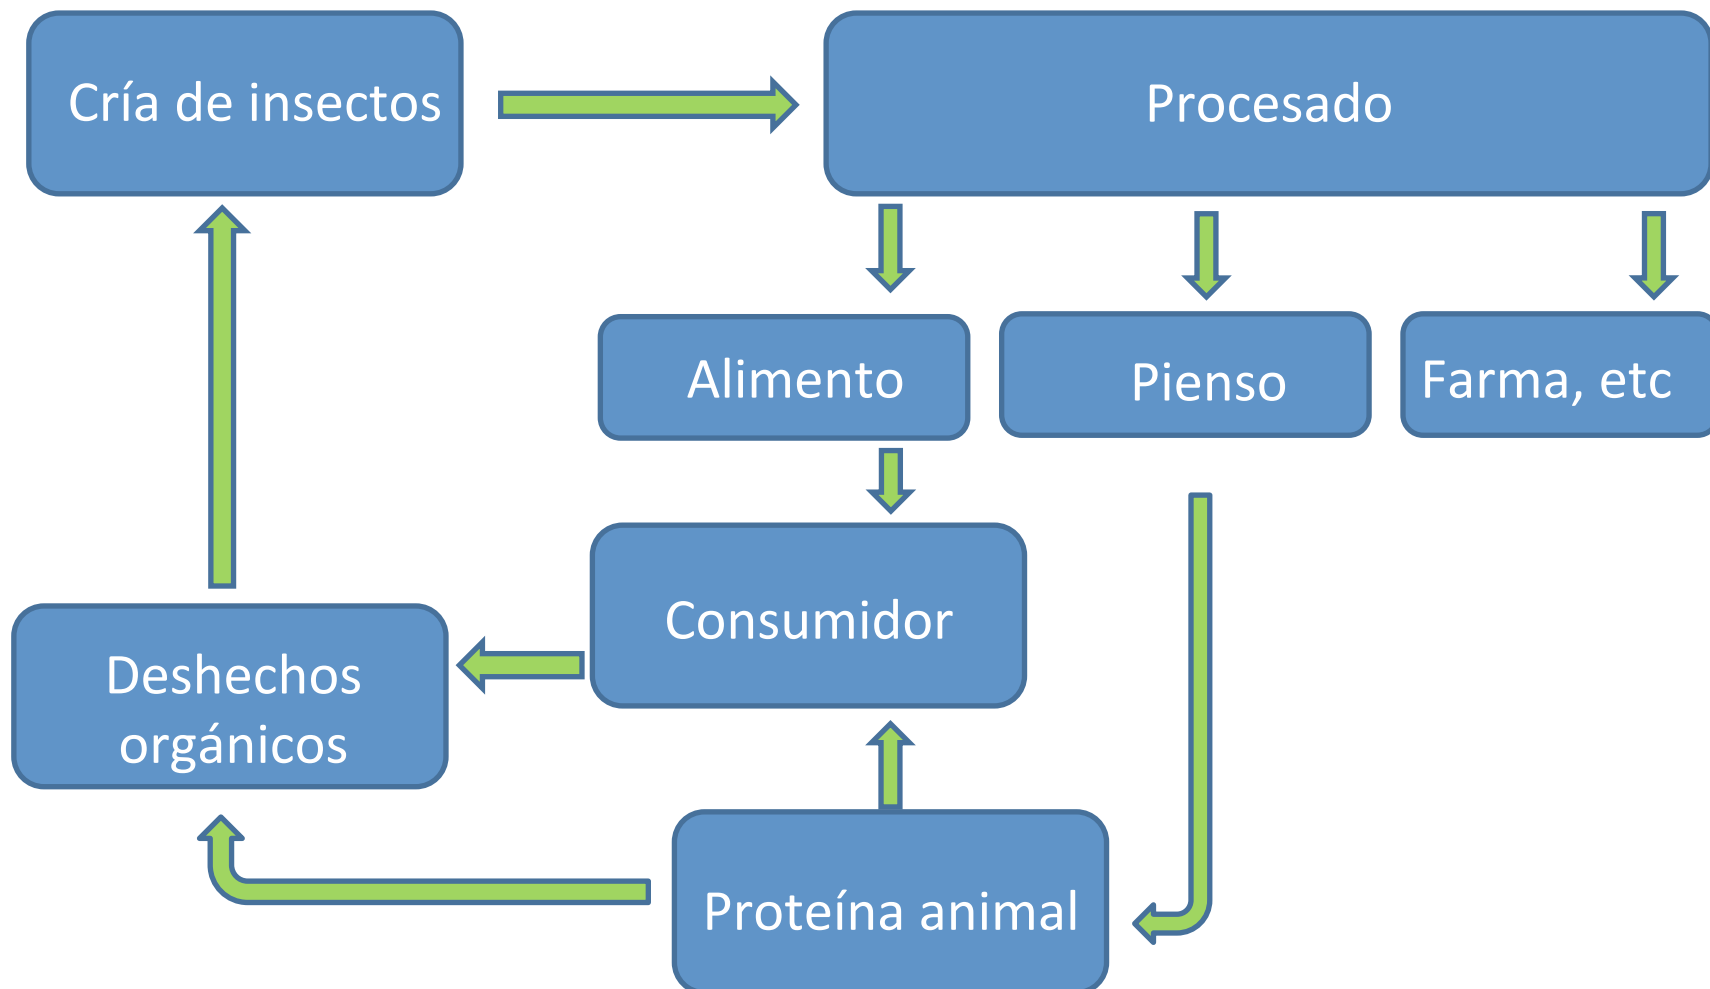 Cría de insectos
Procesado
Alimento
Pienso
Farma, etc
Consumidor
Deshechos
orgánicos
Proteína animal